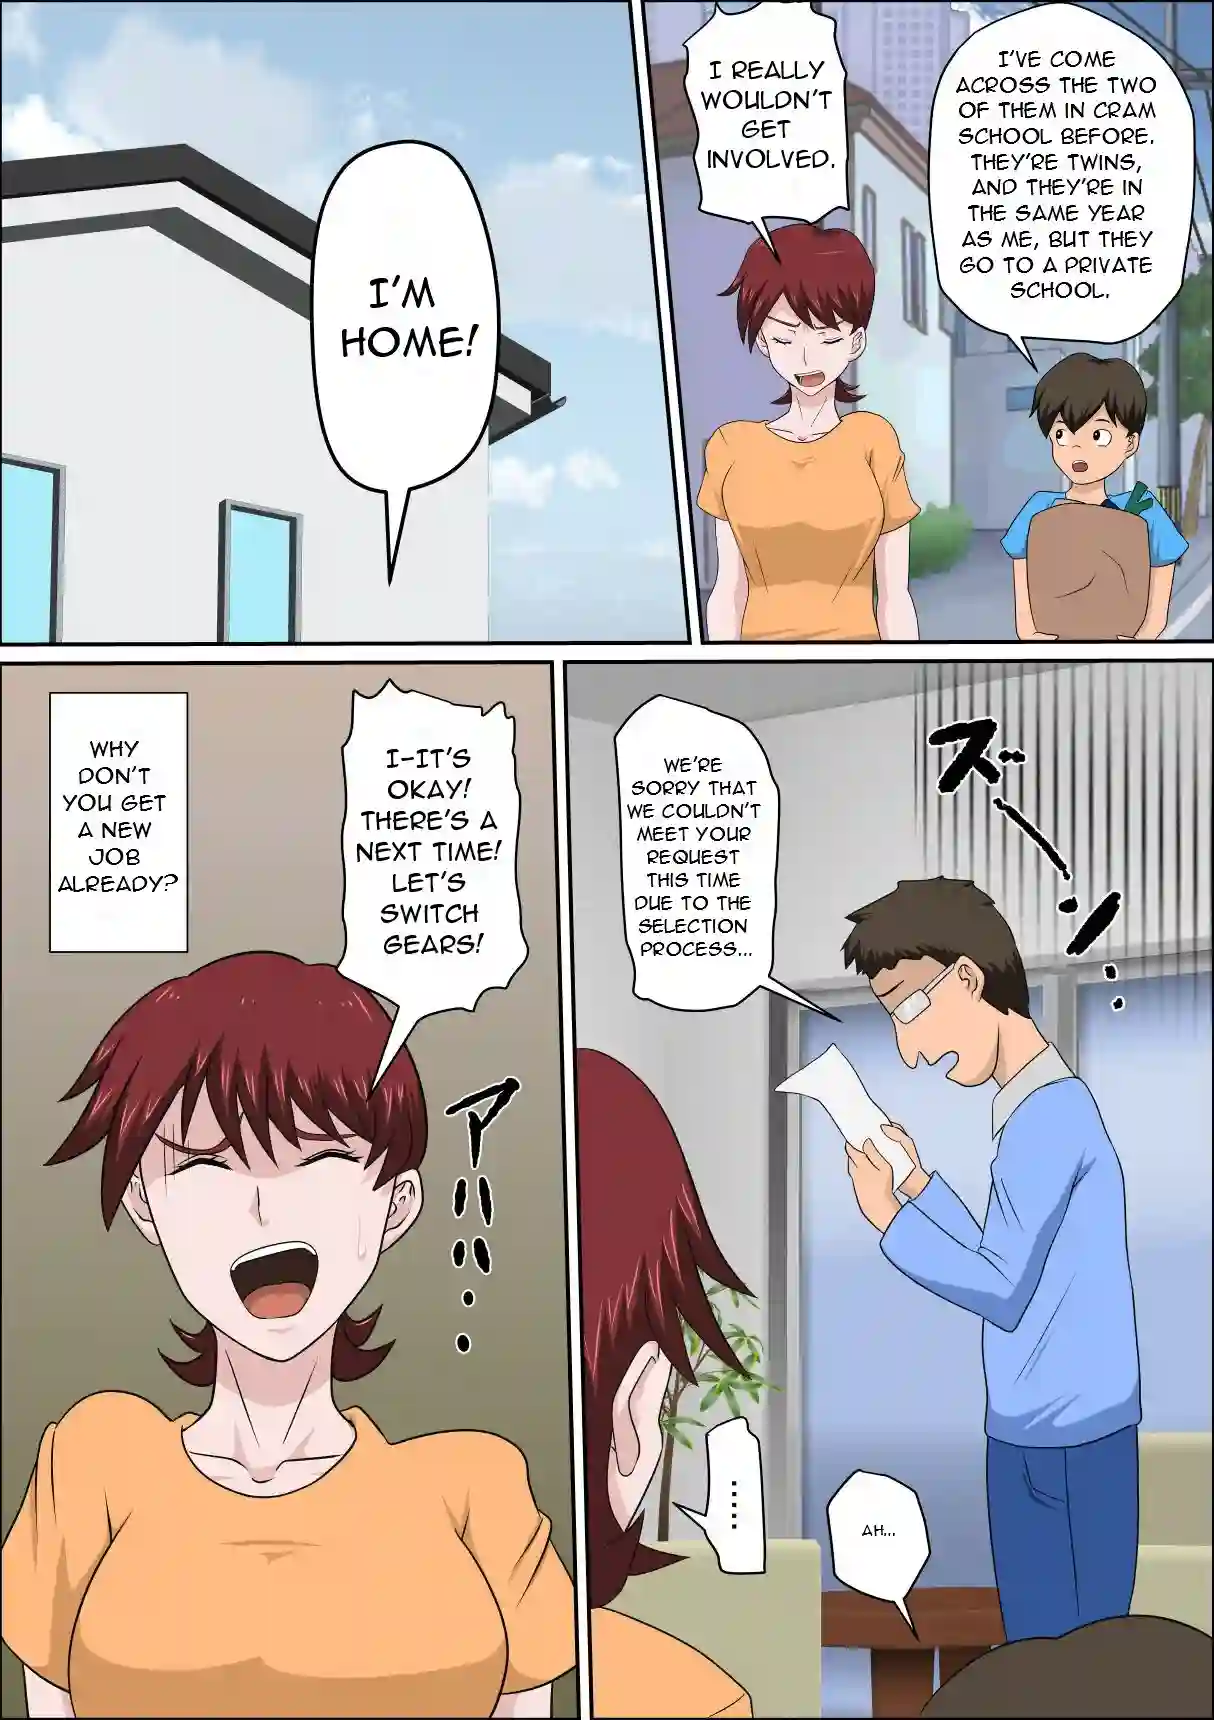 I'VE COME
ACROSS THE TWO
OF THEM IN CRAM
SCHOOL BEFORE.
THEY'RE TWINS,
AND THEY'RE IN
THE SAME YEAR
AS ME, BUT THEY
GO TO A PRIVATE
SCHOOL.
I REALLY
WOULDN'T
GET
INVOLVED.
I'M
HOME!
ズーン‥
WE'RE
SORRY THAT
WE COULDN'T
MEET YOUR
REQUEST
THIS TIME
DUE TO THE
SELECTION
PROCESS...
......
AH...
I-IT'S
OKAY!
THERE'S A
NEXT TIME!
LET'S
SWITCH
GEARS!
アハハ...
WHY
DON'T
YOU GET
A NEW
JOB
ALREADY?